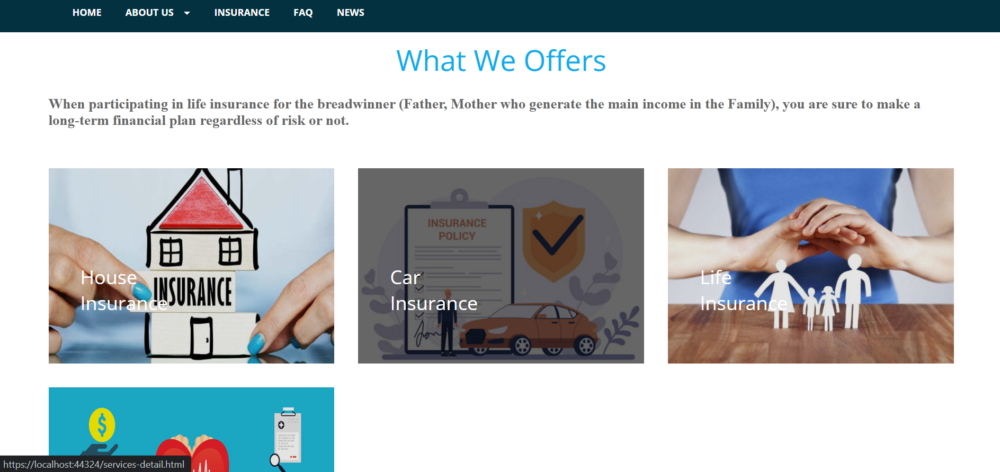 HOME ABOUT US INSURANCE FAQ NEWS
What We Offers
When participating in life insurance for the breadwinner (Father, Mother who generate the main income in the Family), you are sure to make a
long-term financial plan regardless of risk or not.
INSURANCE
House
Insurance
INSURANCE
POLICY
Car
Insurance
Life
Insurance
$
https://localhost:44324/services-detail.html